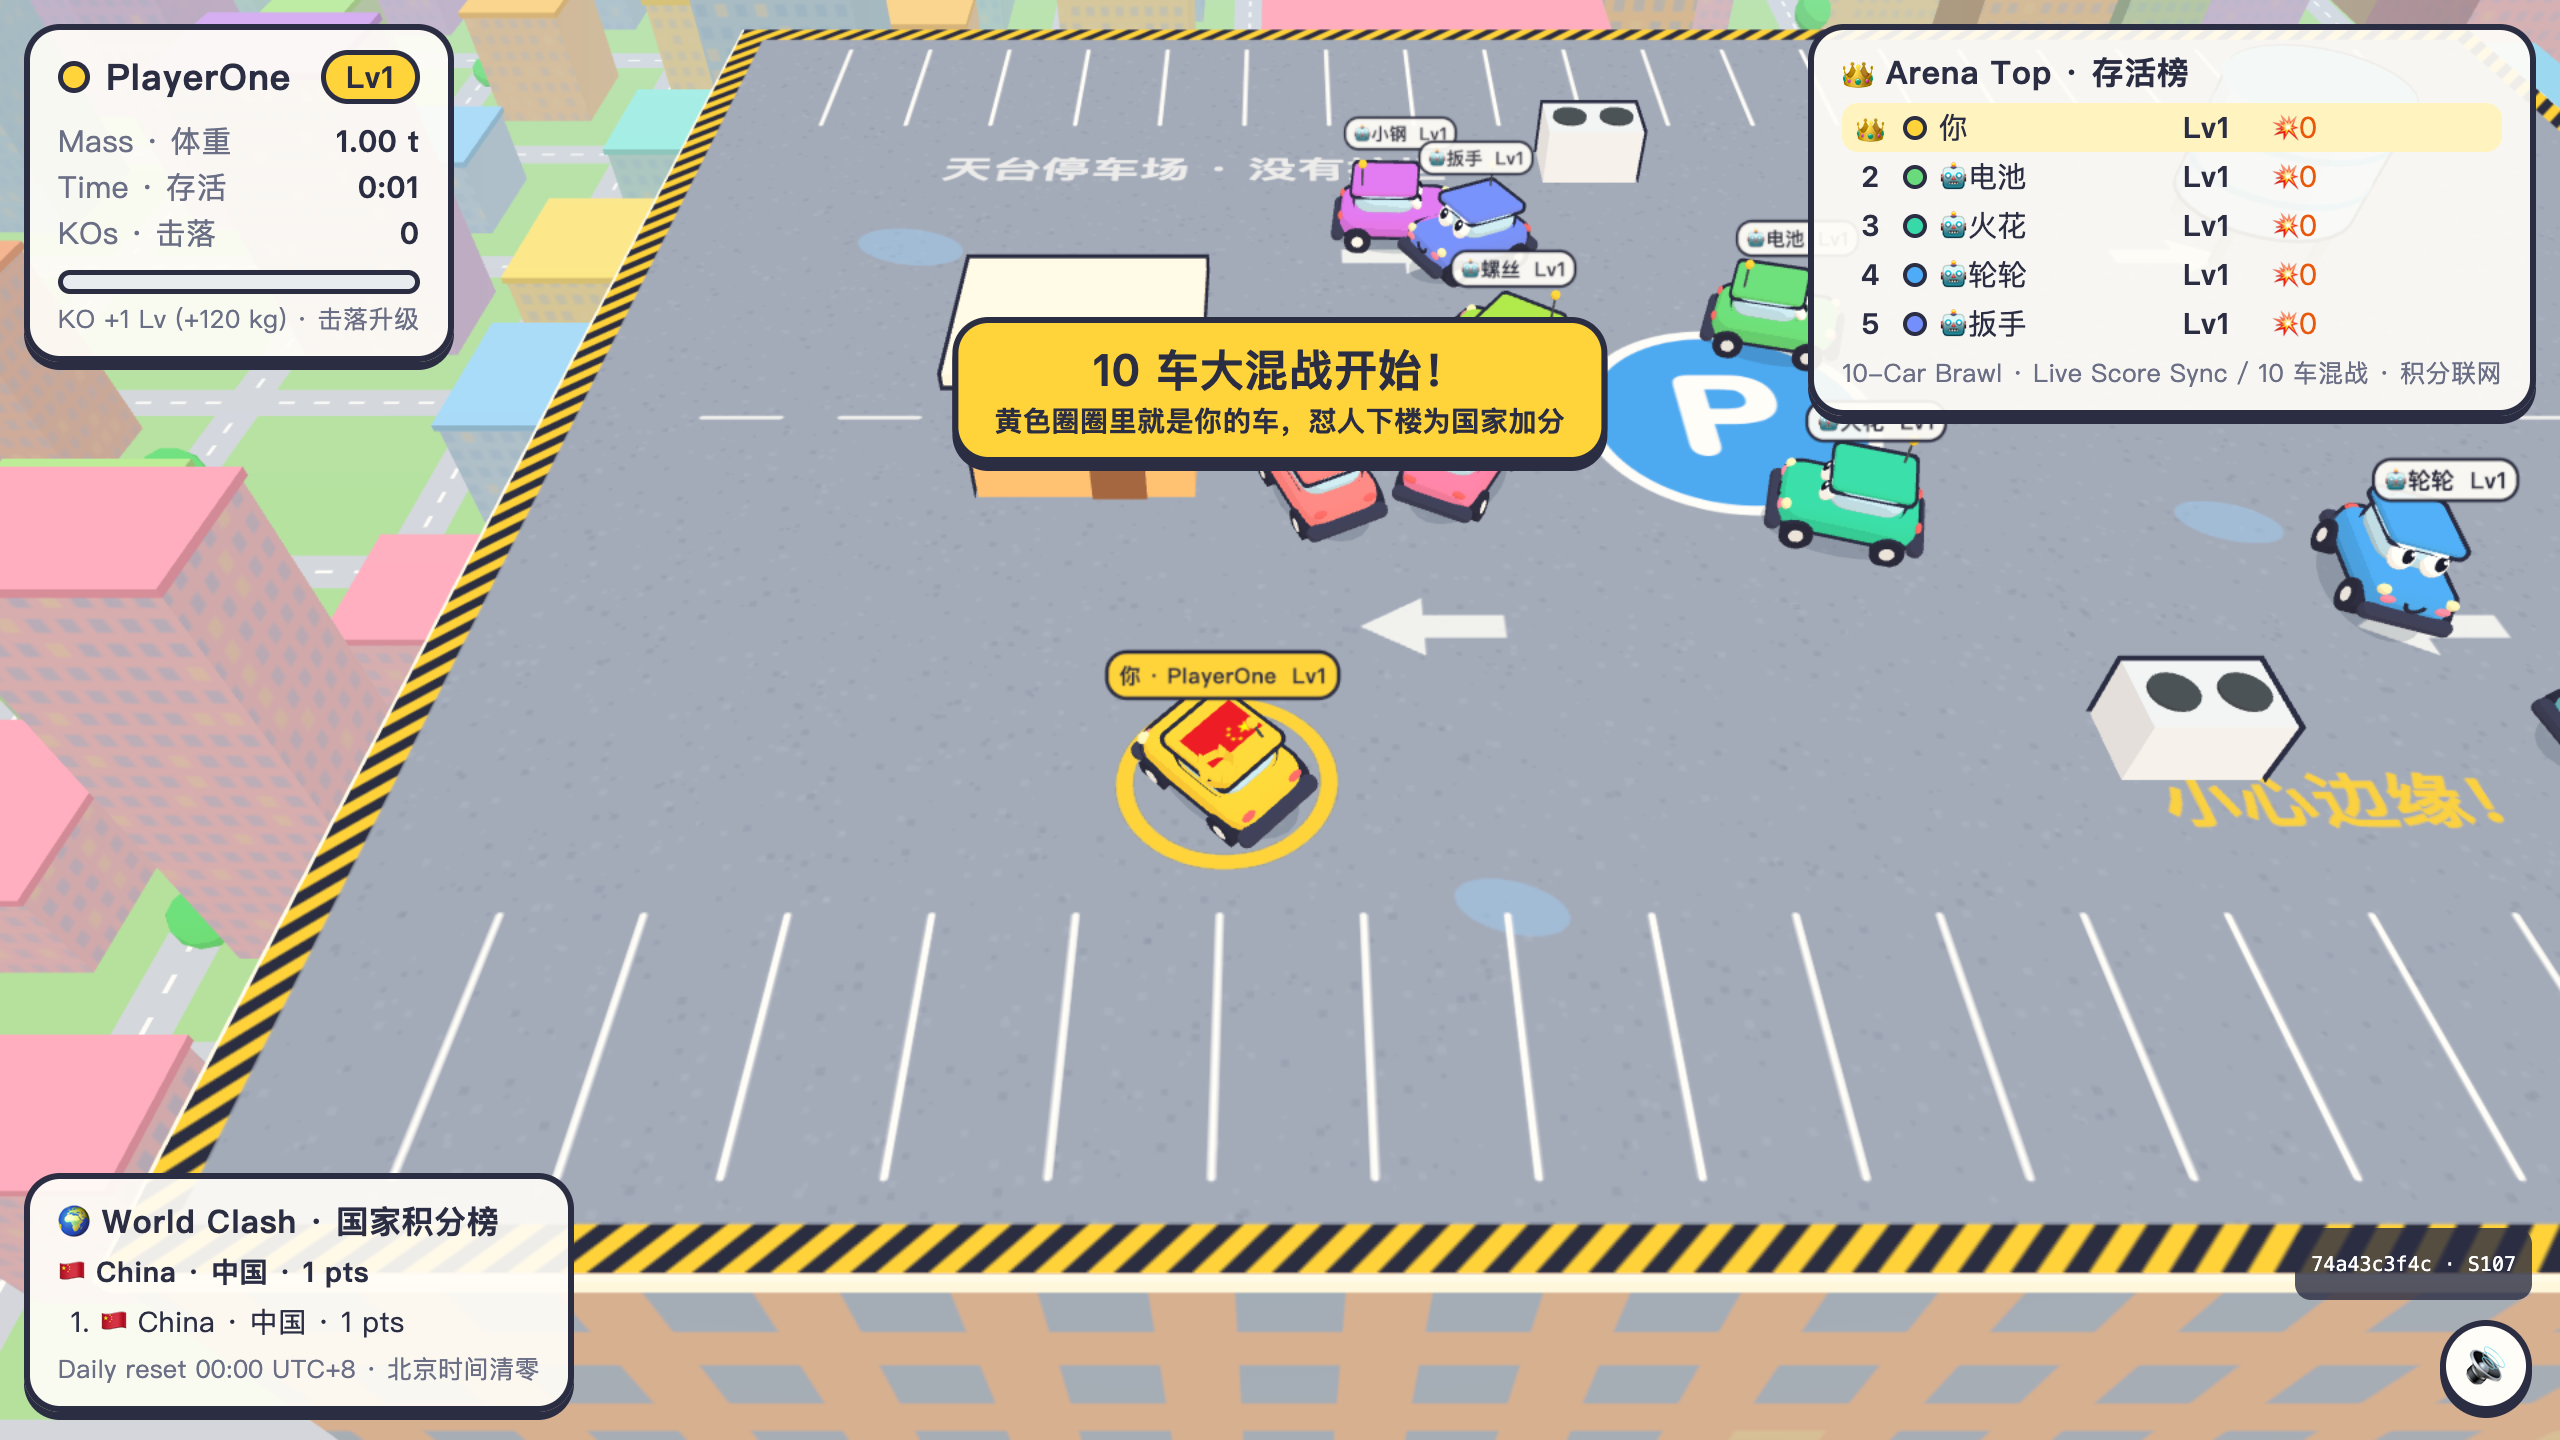 PlayerOne Lv1
Mass · 体重 1.00 t
Time · 存活 0:01
KOs · 击落 0
KO +1 Lv (+120 kg) · 击落升级
👑 Arena Top · 存活榜
👑 你 Lv1 💥0
2 🤖电池 Lv1 💥0
3 🤖火花 Lv1 💥0
4 🤖轮轮 Lv1 💥0
5 🤖扳手 Lv1 💥0
10-Car Brawl · Live Score Sync / 10 车混战 · 积分联网
🤖小钢 Lv1
🤖扳手 Lv1
天台停车场 · 没有
🤖电池 Lv1
🤖螺丝 Lv1
10 车大混战开始！
黄色圈圈里就是你的车，怼人下楼为国家加分
P
🤖火花 Lv1
🤖轮轮 Lv1
你 · PlayerOne Lv1
小心边缘！
🌍 World Clash · 国家积分榜
🇨🇳 China · 中国 · 1 pts
1. 🇨🇳 China · 中国 · 1 pts
Daily reset 00:00 UTC+8 · 北京时间清零
74a43c3f4c · S107